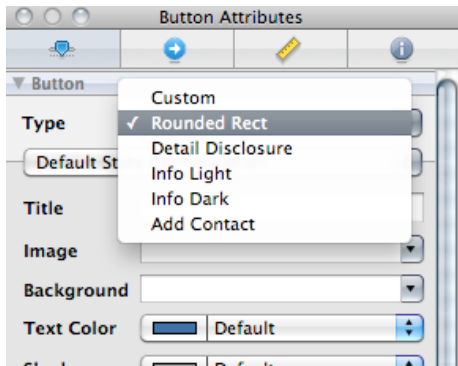 Button Attributes
Button
Custom
Type
✓ Rounded Rect
Detail Disclosure
Default St
Info Light
Info Dark
Title
Add Contact
Image
Background
Text Color
Default